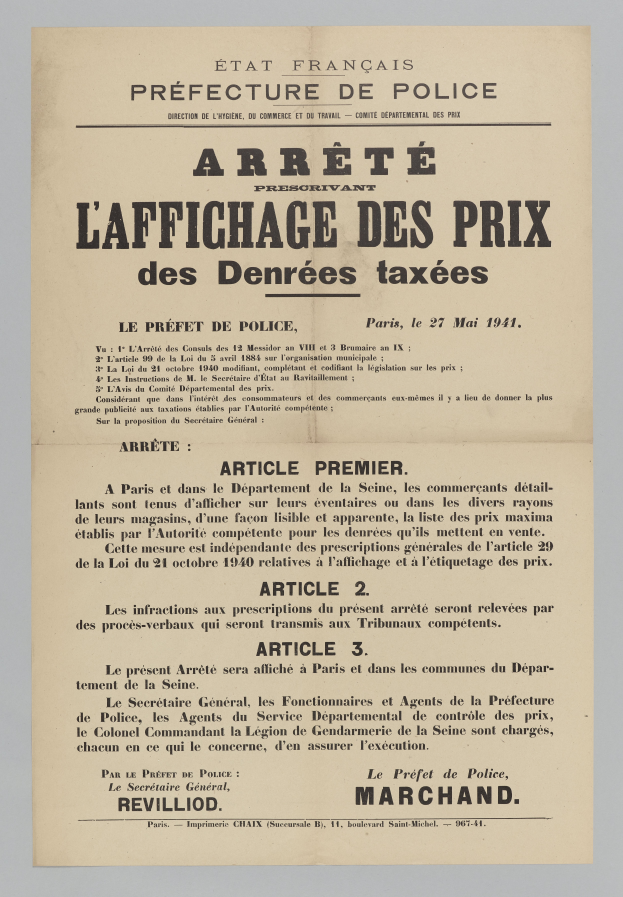 ÉTAT FRANÇAIS
PRÉFECTURE DE POLICE
DIRECTION DE L'HYGIÈNE, DU COMMERCE ET DU TRAVAIL — COMITÉ DÉPARTEMENTAL DES PRIX
ARRÊTÉ
PRESCRIVANT
L'AFFICHAGE DES PRIX
des Denrées taxées
LE PRÉFET DE POLICE,
Paris, le 27 Mai 1941.
Vu : 1° L'Arrêté des Consuls des 12 Messidor an VIII et 3 Brumaire an IX ;
2° L'article 99 de la Loi du 5 avril 1884 sur l'organisation municipale ;
3° La Loi du 21 octobre 1940 modifiant, complétant et codifiant la législation sur les prix ;
4° Les Instructions de M. le Secrétaire d'État au Ravitaillement ;
5° L'Avis du Comité Départemental des prix.
Considérant que dans l'intérêt des consommateurs et des commerçants eux-mêmes il y a lieu de donner la plus
grande publicité aux taxations établies par l'Autorité compétente ;
Sur la proposition du Secrétaire Général :
ARRÊTE :
ARTICLE PREMIER.
A Paris et dans le Département de la Seine, les commerçants détail-
lants sont tenus d'afficher sur leurs éventaires ou dans les divers rayons
de leurs magasins, d'une façon lisible et apparente, la liste des prix maxima
établis par l'Autorité compétente pour les denrées qu'ils mettent en vente.
Cette mesure est indépendante des prescriptions générales de l'article 29
de la Loi du 21 octobre 1940 relatives à l'affichage et à l'étiquetage des prix.
ARTICLE 2.
Les infractions aux prescriptions du présent arrêté seront relevées par
des procès-verbaux qui seront transmis aux Tribunaux compétents.
ARTICLE 3.
Le présent Arrêté sera affiché à Paris et dans les communes du Dépar-
tement de la Seine.
Le Secrétaire Général, les Fonctionnaires et Agents de la Préfecture
de Police, les Agents du Service Départemental de contrôle des prix,
le Colonel Commandant la Légion de Gendarmerie de la Seine sont chargés,
chacun en ce qui le concerne, d'en assurer l'exécution.
PAR LE PRÉFET DE POLICE :
Le Secrétaire Général,
REVILLIOD.
Le Préfet de Police,
MARCHAND.
Paris. — Imprimerie CHAIX (Succursale B), 11, boulevard Saint-Michel. — 967-41.